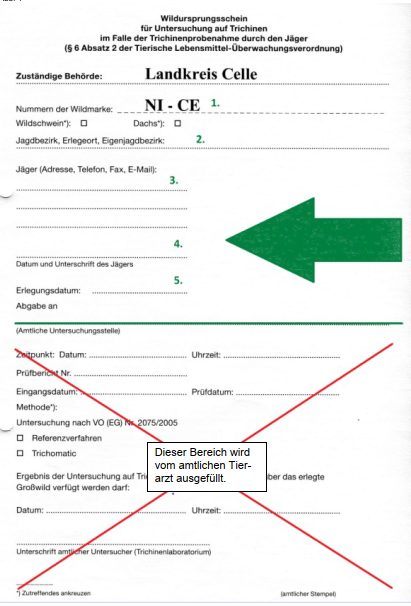 Wildursprungsschein
für Untersuchung auf Trichinen
im Falle der Trichinenprobenahme durch den Jäger
(§ 6 Absatz 2 der Tierische Lebensmittel-Überwachungsverordnung)
Zuständige Behörde: Landkreis Celle
Nummern der Wildmarke: NI - CE 1.
Wildschwein*): ☐ Dachs*): ☐
Jagdbezirk, Erlegeort, Eigenjagdbezirk: 2.
Jäger (Adresse, Telefon, Fax, E-Mail):
3.
4.
Datum und Unterschrift des Jägers
5.
Erlegungsdatum:
Abgabe an
(Amtliche Untersuchungsstelle)
Zeitpunkt: Datum: Uhrzeit:
Prüfbericht Nr.
Eingangsdatum: Prüfdatum:
Methode*):
Untersuchung nach VO (EG) Nr. 2075/2005
☐ Referenzverfahren
☐ Trichomatic
Dieser Bereich wird
vom amtlichen Tier-
arzt ausgefüllt.
Ergebnis der Untersuchung auf über das erlegte
Großwild verfügt werden darf:
Datum: Uhrzeit:
Unterschrift amtlicher Untersucher (Trichinenlaboratorium)
*) Zutreffendes ankreuzen (amtlicher Stempel)